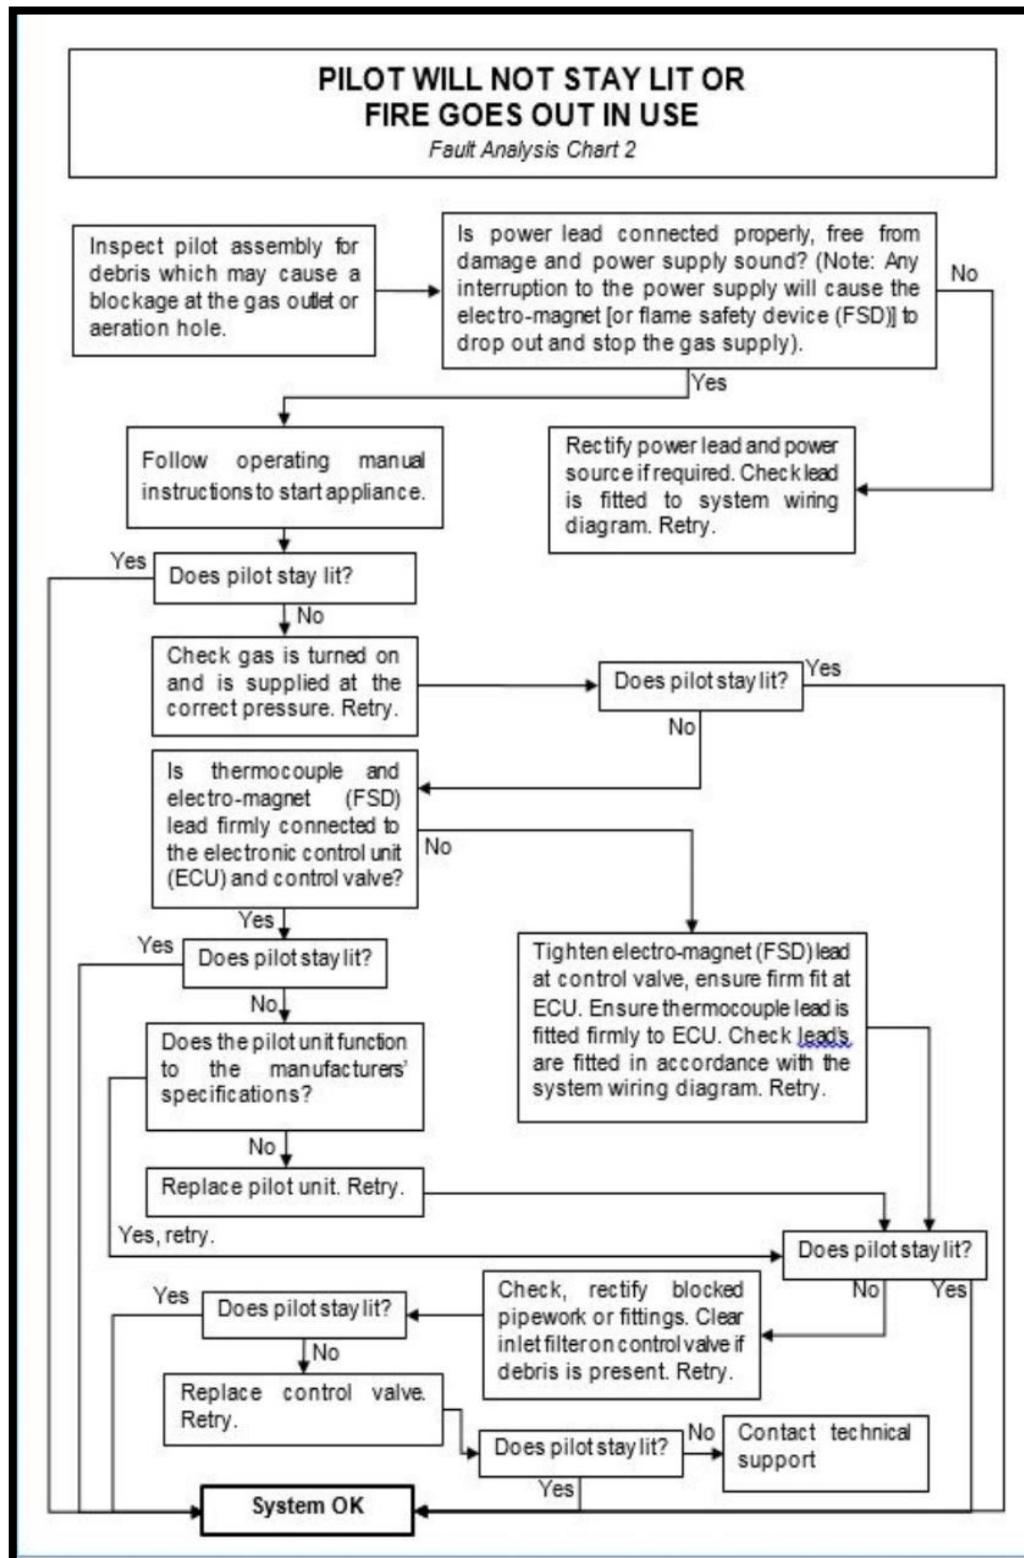 PILOT WILL NOT STAY LIT OR
FIRE GOES OUT IN USE
Fault Analysis Chart 2
Inspect pilot assembly for
debris which may cause a
blockage at the gas outlet or
aeration hole.
Is power lead connected properly, free from
damage and power supply sound? (Note: Any
interruption to the power supply will cause the
electro-magnet [or flame safety device (FSD)] to
drop out and stop the gas supply).
No
Yes
Follow operating manual
instructions to start appliance.
Rectify power lead and power
source if required. Check lead
is fitted to system wiring
diagram. Retry.
Yes
Does pilot stay lit?
No
Check gas is turned on
and is supplied at the
correct pressure. Retry.
Does pilot stay lit?
Yes
No
Is thermocouple and
electro-magnet (FSD)
lead firmly connected to
the electronic control unit
(ECU) and control valve?
No
Yes
Yes
Does pilot stay lit?
No
Tighten electro-magnet (FSD) lead
at control valve, ensure firm fit at
ECU. Ensure thermocouple lead is
fitted firmly to ECU. Check lead's
are fitted in accordance with the
system wiring diagram. Retry.
Does the pilot unit function
to the manufacturers'
specifications?
No
Replace pilot unit. Retry.
Yes, retry.
Does pilot stay lit?
No
Yes
Check, rectify blocked
pipework or fittings. Clear
inlet filter on control valve if
debris is present. Retry.
Yes
Does pilot stay lit?
No
Replace control valve.
Retry.
Does pilot stay lit?
No
Contact technical
support
Yes
System OK